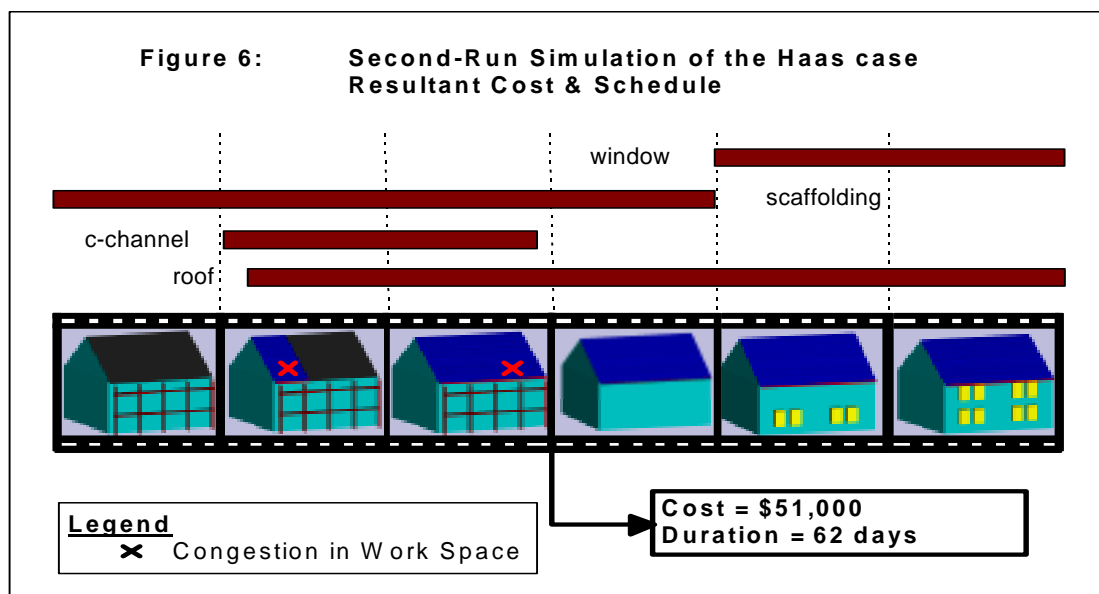 Figure 6: Second-Run Simulation of the Haas case
Resultant Cost & Schedule
window
scaffolding
c-channel
roof
Cost = $51,000
Duration = 62 days
Legend
Congestion in Work Space